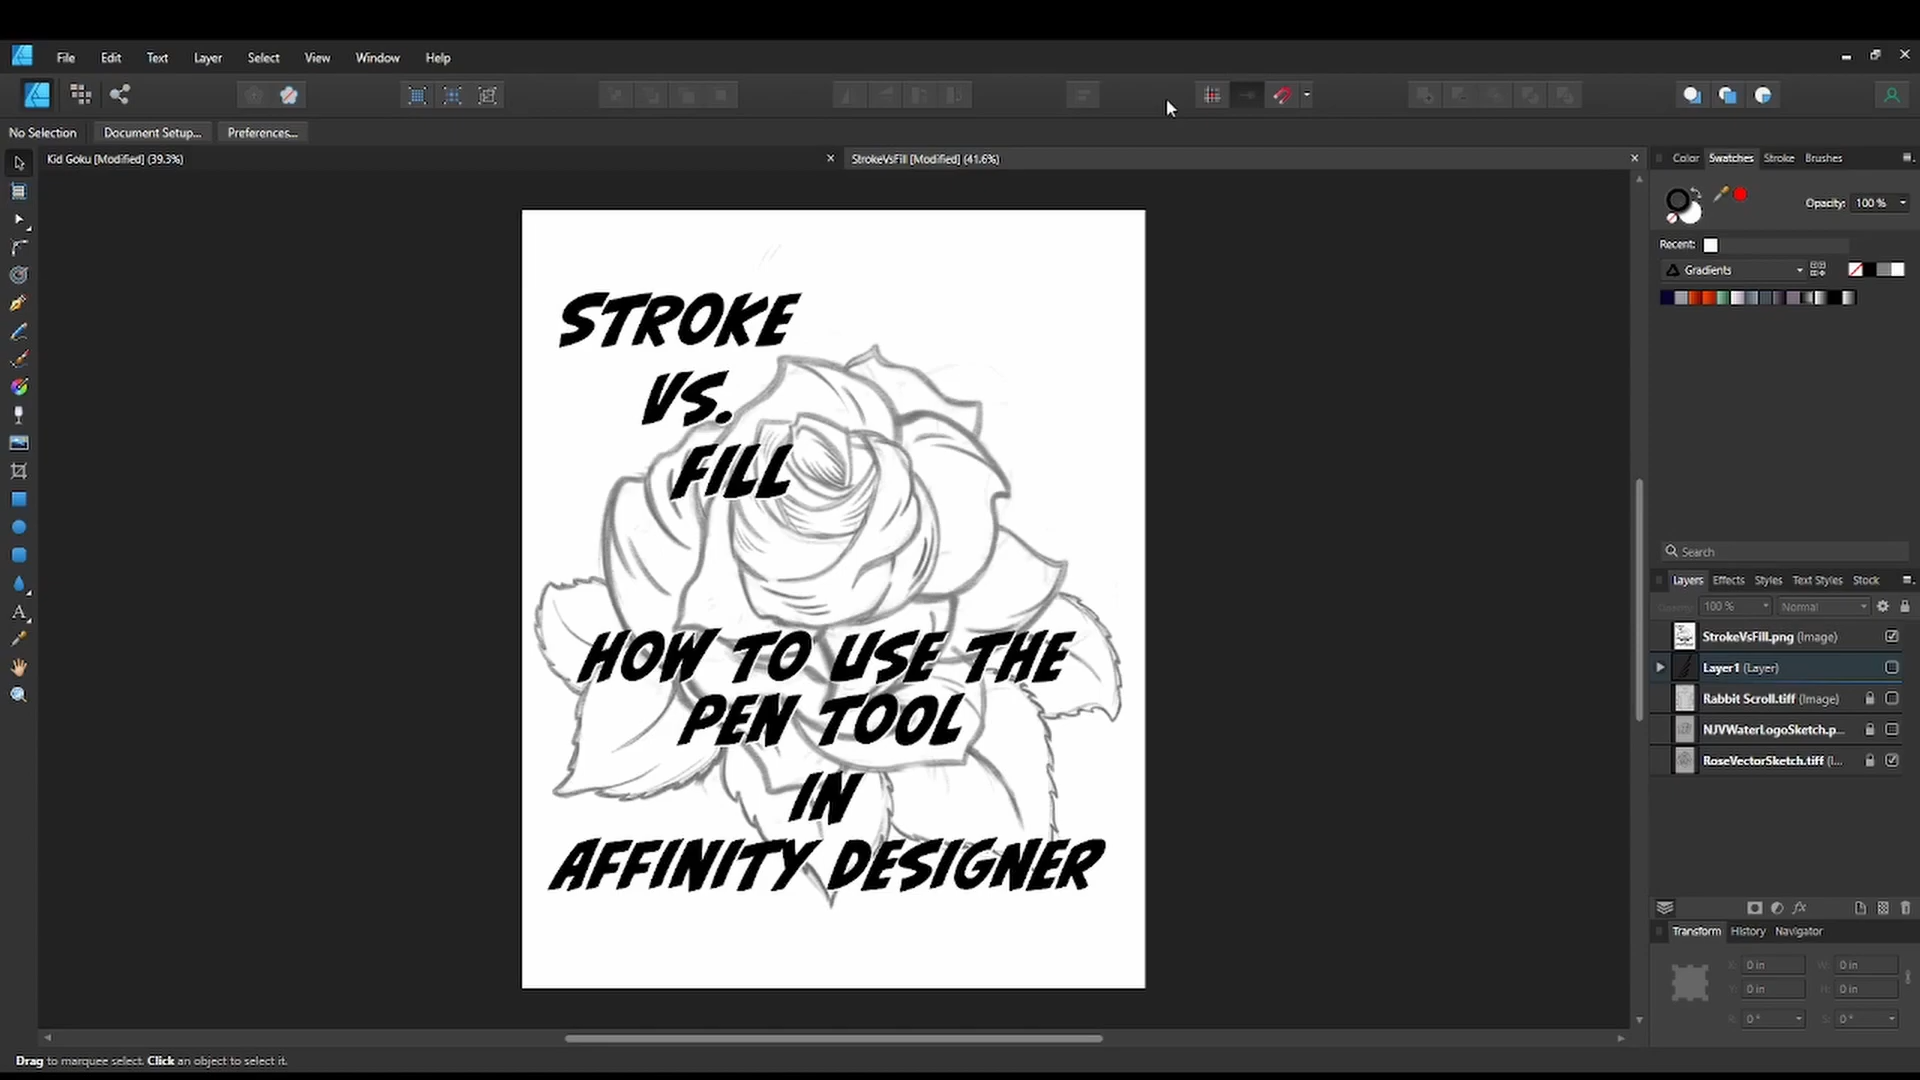 File Edit Text Layer Select View Window Help
No Selection Document Setup... Preferences...
Kid Goku [Modified] (39.3%) StrokeVsFill [Modified] (41.6%)
Color Swatches Stroke Brushes
Opacity: 100 %
Recent:
Gradients
STROKE
VS.
FILL
HOW TO USE THE
PEN TOOL
IN
AFFINITY DESIGNER
Search
Layers Effects Styles Text Styles Stock
Opacity: 100 % Normal
StrokeVsFill.png (Image)
Layer1 (Layer)
Rabbit Scroll.tiff (Image)
NJVWaterLogoSketch.p...
RoseVectorSketch.tiff (I...
fx
Transform History Navigator
X: 0 in W: 0 in
Y: 0 in H: 0 in
R: 0 ° S: 0 °
Drag to marquee select. Click an object to select it.